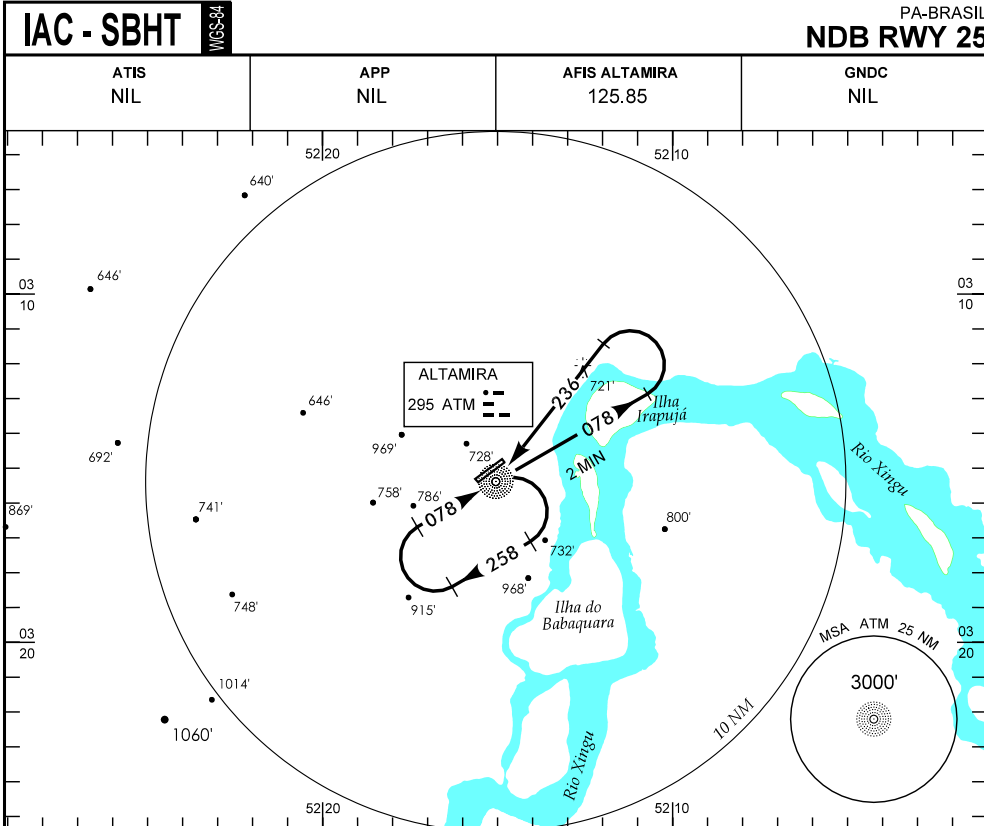 IAC - SBHT
WGS-84
PA-BRASIL
NDB RWY 25
ATIS
NIL
APP
NIL
AFIS ALTAMIRA
125.85
GNDC
NIL
52 20
52 10
640'
646'
03
10
03
10
ALTAMIRA
295 ATM
236
721'
Ilha
Irapujá
078
646'
969'
728'
692'
2 MIN
Rio Xingu
758'
786'
078
741'
869'
800'
732'
258
968'
748'
915'
Ilha do
Babaquara
MSA ATM 25 NM
03
20
03
20
3000'
1014'
1060'
10 NM
Rio Xingu
52 20
52 10